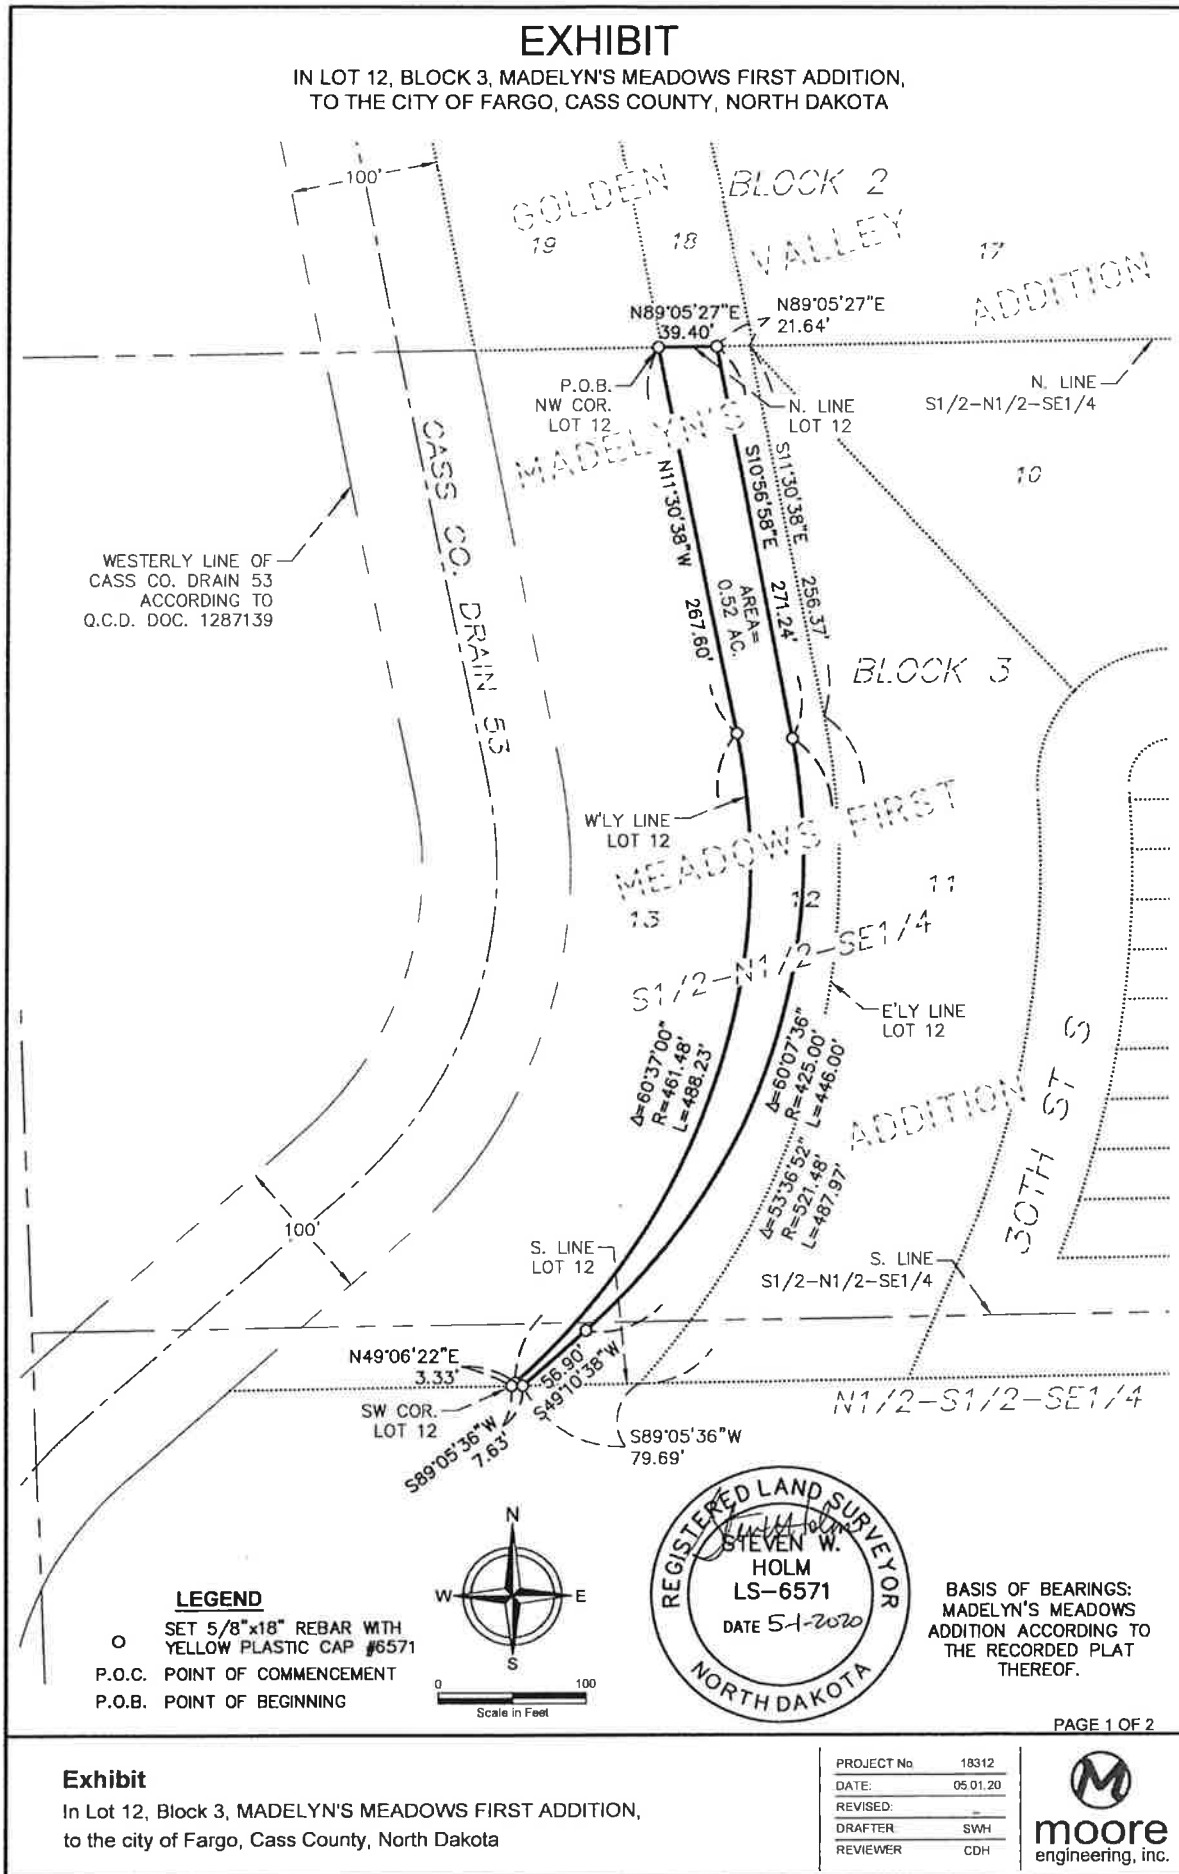 EXHIBIT
IN LOT 12, BLOCK 3, MADELYN'S MEADOWS FIRST ADDITION,
TO THE CITY OF FARGO, CASS COUNTY, NORTH DAKOTA
100'
GOLDEN
BLOCK 2
19
18
VALLEY
17
ADDITION
N89°05'27"E
39.40'
N89°05'27"E
21.64'
P.O.B.
NW COR.
LOT 12
N. LINE
LOT 12
N. LINE
S1/2-N1/2-SE1/4
MADELYN'S
10
CASS CO. DRAIN 53
N11°30'38"W 267.60'
S10°56'58"E 271.24'
S11°30'38"E 256.37'
AREA=
0.52 AC.
WESTERLY LINE OF
CASS CO. DRAIN 53
ACCORDING TO
Q.C.D. DOC. 1287139
BLOCK 3
W'LY LINE
LOT 12
MEADOWS FIRST
13
12
11
S1/2-N1/2-SE1/4
E'LY LINE
LOT 12
Δ=60°37'00"
R=461.48'
L=488.23'
Δ=60°07'36"
R=425.00'
L=446.00'
ADDITION
30TH ST S
Δ=53°36'52"
R=521.48'
L=487.97'
100'
S. LINE
LOT 12
S. LINE
S1/2-N1/2-SE1/4
N49°06'22"E
3.33'
56.90'
S49°10'38"W
SW COR.
LOT 12
S89°05'36"W
7.63'
N1/2-S1/2-SE1/4
S89°05'36"W
79.69'
LEGEND
SET 5/8"x18" REBAR WITH
YELLOW PLASTIC CAP #6571
P.O.C. POINT OF COMMENCEMENT
P.O.B. POINT OF BEGINNING
N
W
E
S
0 100
Scale in Feet
REGISTERED LAND SURVEYOR
STEVEN W.
HOLM
LS-6571
DATE 5-1-2020
NORTH DAKOTA
BASIS OF BEARINGS:
MADELYN'S MEADOWS
ADDITION ACCORDING TO
THE RECORDED PLAT
THEREOF.
PAGE 1 OF 2
Exhibit
In Lot 12, Block 3, MADELYN'S MEADOWS FIRST ADDITION,
to the city of Fargo, Cass County, North Dakota
PROJECT No. 18312
DATE: 05.01.20
REVISED: –
DRAFTER SWH
REVIEWER CDH
moore
engineering, inc.